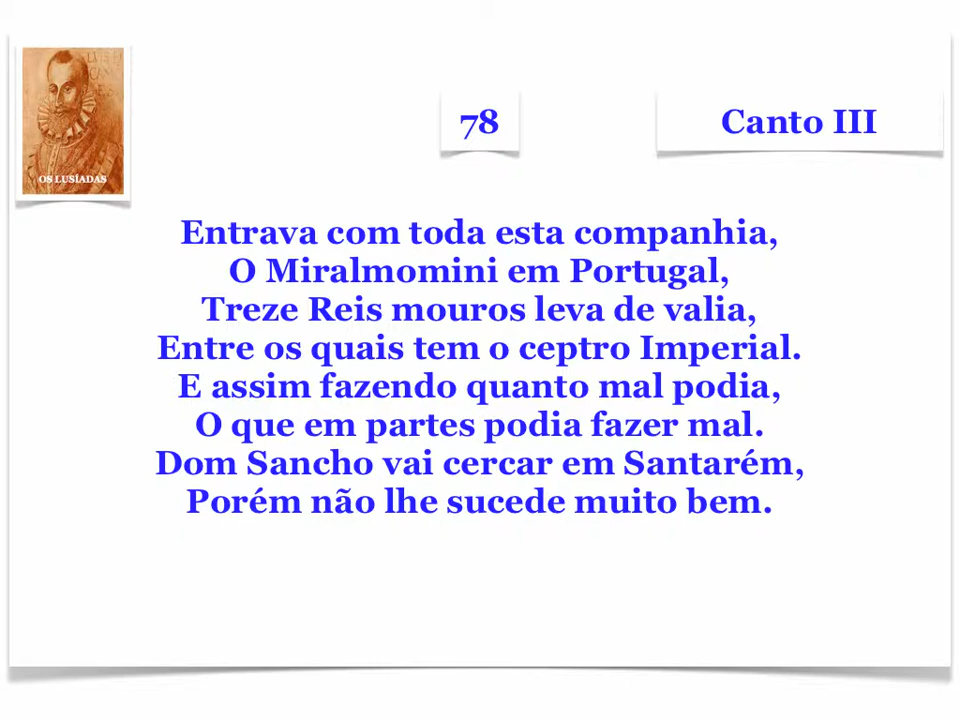 OS LUSÍADAS
78
Canto III
Entrava com toda esta companhia,
O Miralmomini em Portugal,
Treze Reis mouros leva de valia,
Entre os quais tem o ceptro Imperial.
E assim fazendo quanto mal podia,
O que em partes podia fazer mal.
Dom Sancho vai cercar em Santarém,
Porém não lhe sucede muito bem.